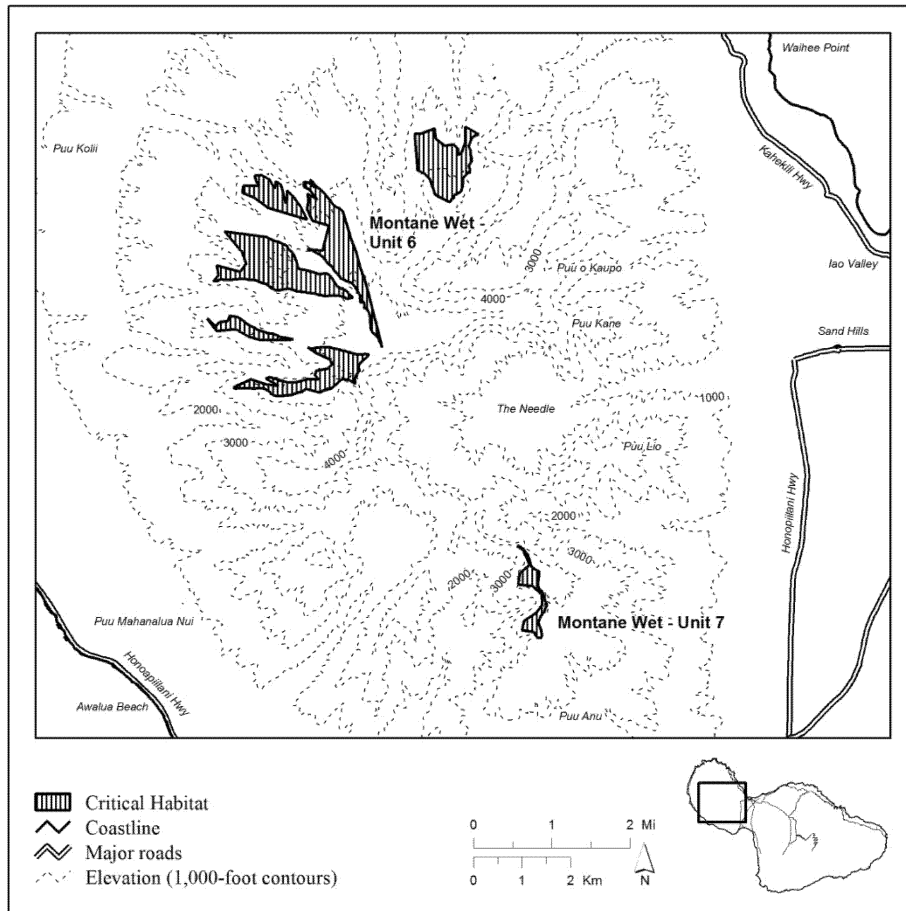 Waihee Point
Puu Kolii
Kahekili Hwy
Montane Wet -
Unit 6
3000
Puu o Kaupo
Iao Valley
4000
Puu Kane
Sand Hills
2000
The Needle
1000
3000
4000
Puu Lio
Honopiilani Hwy
2000
3000
2000
3000
Puu Mahanalua Nui
Montane Wet - Unit 7
Honoapiilani Hwy
Awalua Beach
Puu Anu
Critical Habitat
Coastline
Major roads
Elevation (1,000-foot contours)
0 1 2 Mi
0 1 2 Km
N